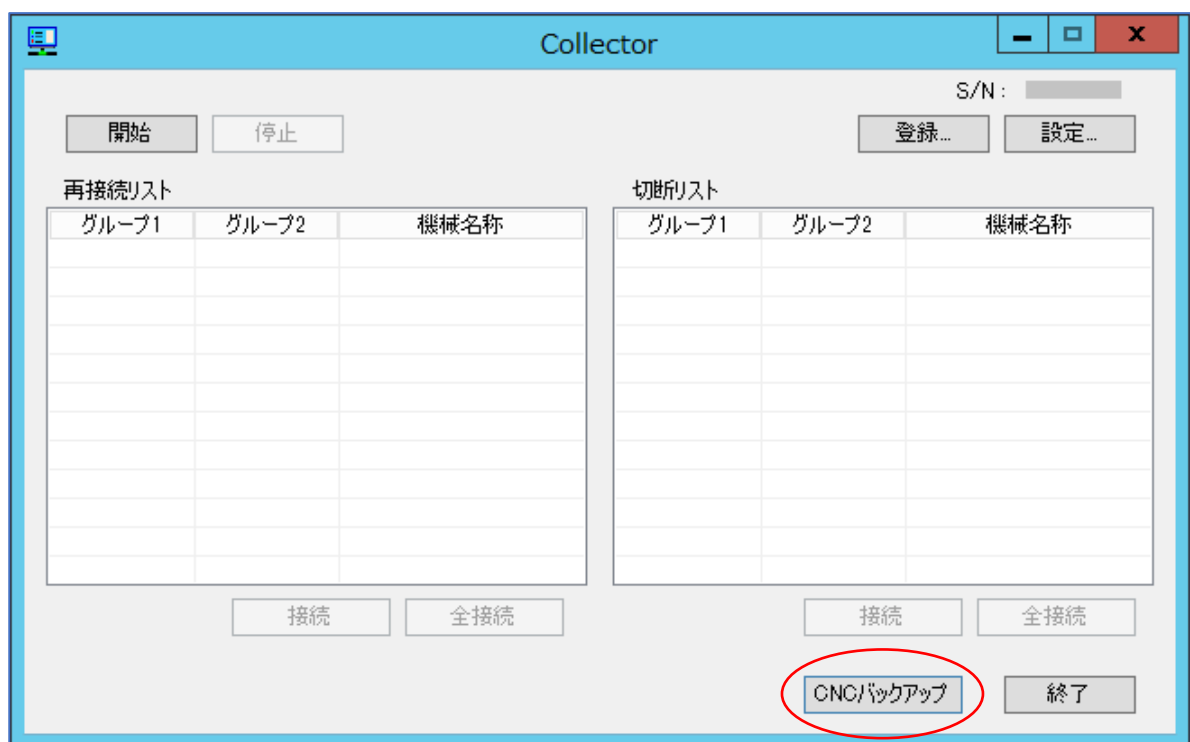 Collector
S/N :
開始 停止 登録... 設定...
再接続リスト 切断リスト
グループ1 グループ2 機械名称 グループ1 グループ2 機械名称
接続 全接続 接続 全接続
CNCバックアップ 終了